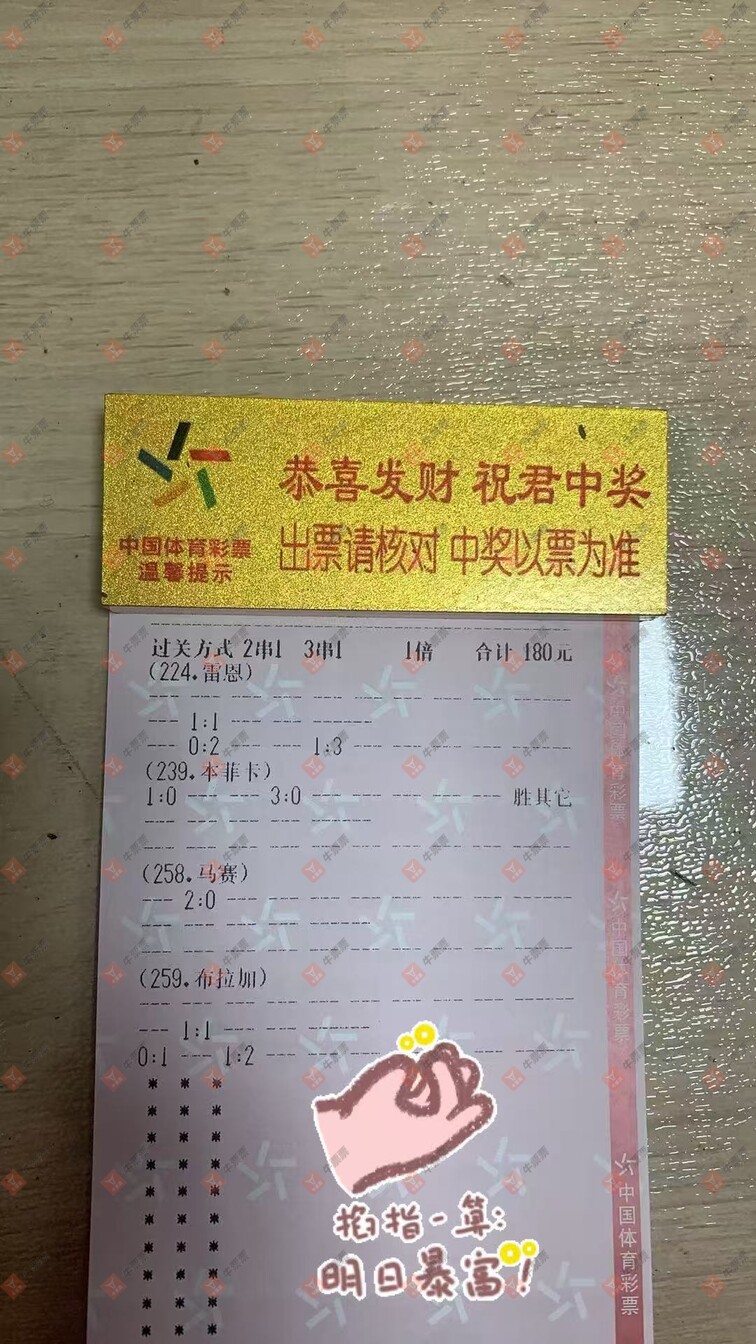 恭喜发财 祝君中奖
中国体育彩票
温馨提示
出票请核对 中奖以票为准
过关方式 2串1 3串1 1倍 合计 180元
(224.雷恩)
--- --- --- --- --- --- --- --- --- ---
--- 1:1 --- --- --- ---
--- 0:2 --- --- 1:3 --- --- --- --- ---
(239.本菲卡)
1:0 --- --- 3:0 --- --- --- --- --- 胜其它
--- --- --- --- --- ---
--- --- --- --- --- --- --- --- --- ---
(258.马赛)
--- 2:0 --- --- --- --- --- --- --- ---
--- --- --- --- --- ---
--- --- --- --- --- --- --- --- --- ---
(259.布拉加)
--- --- --- --- --- --- --- --- --- ---
--- 1:1 --- --- --- ---
0:1 --- 1:2 --- --- --- --- --- --- ---
* * *
* * *
* * *
* * *
* * *
* * *
* * *
* * *
* * *
* * *
掐指一算:
明日暴富!
中国体育彩票
中国体育彩票
中国体育彩票
牛资票